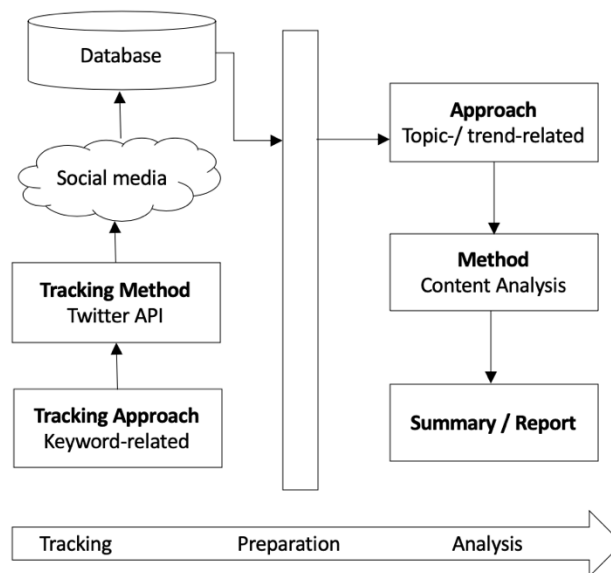 Database
Social media
Tracking Method
Twitter API
Tracking Approach
Keyword-related
Approach
Topic-/ trend-related
Method
Content Analysis
Summary / Report
Tracking Preparation Analysis